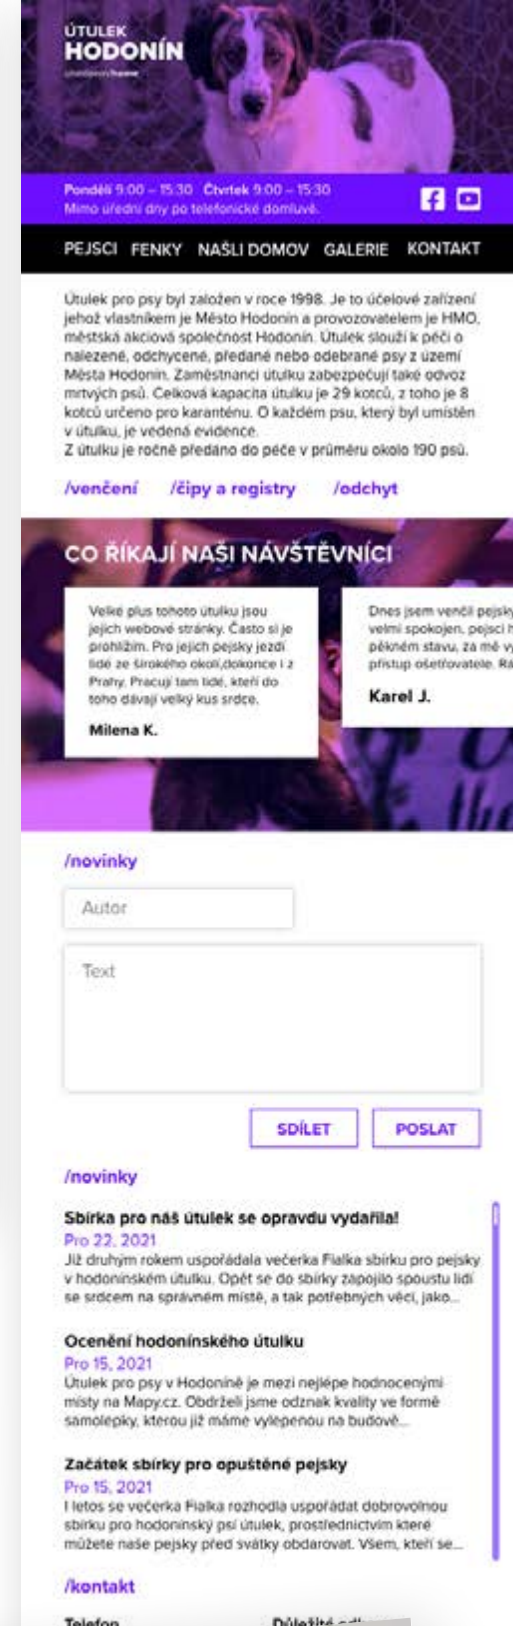 ÚTULEK
HODONÍN
Pondělí 9:00 – 15:30 Čtvrtek 9:00 – 15:30
Mimo úřední dny po telefonické domluvě.
PEJSCI FENKY NAŠLI DOMOV GALERIE KONTAKT
Útulek pro psy byl založen v roce 1998. Je to účelové zařízení
jehož vlastníkem je Město Hodonín a provozovatelem je HMO,
městská akciová společnost Hodonín. Útulek slouží k péči o
nalezené, odchycené, předané nebo odebrané psy z území
Města Hodonín. Zaměstnanci útulku zabezpečují také odvoz
mrtvých psů. Celková kapacita útulku je 29 kotců, z toho je 8
kotců určeno pro karanténu. O každém psu, který byl umístěn
v útulku, je vedená evidence.
Z útulku je ročně předáno do péče v průměru okolo 190 psů.
/venčení /čipy a registry /odchyt
CO ŘÍKAJÍ NAŠI NÁVŠTĚVNÍCI
Velké plus tohoto útulku jsou
jejich webové stránky. Často si je
prohlížím. Pro jejich pejsky jezdí
lidé ze širokého okolí,dokonce i z
Prahy. Pracují tam lidé, kteří do
toho dávají velký kus srdce.
Milena K.
Dnes jsem venčil pejsky
velmi spokojen, pejsci
pěkném stavu, za mě
přístup ošetřovatele.
Karel J.
/novinky
Autor
Text
SDÍLET POSLAT
/novinky
Sbírka pro náš útulek se opravdu vydařila!
Pro 22, 2021
Již druhým rokem uspořádala večerka Fialka sbírku pro pejsky
v hodonínském útulku. Opět se do sbírky zapojilo spoustu lidí
se srdcem na správném místě, a tak potřebných věcí, jako...
Ocenění hodonínského útulku
Pro 15, 2021
Útulek pro psy v Hodoníně je mezi nejlépe hodnocenými
místy na Mapy.cz. Obdrželi jsme odznak kvality ve formě
samolepky, kterou již máme vylepenou na budově...
Začátek sbírky pro opuštěné pejsky
Pro 15, 2021
I letos se večerka Fialka rozhodla uspořádat dobrovolnou
sbírku pro hodonínský psí útulek, prostřednictvím které
můžete naše pejsky před svátky obdarovat. Všem, kteří se...
/kontakt
Telefon
Důležité